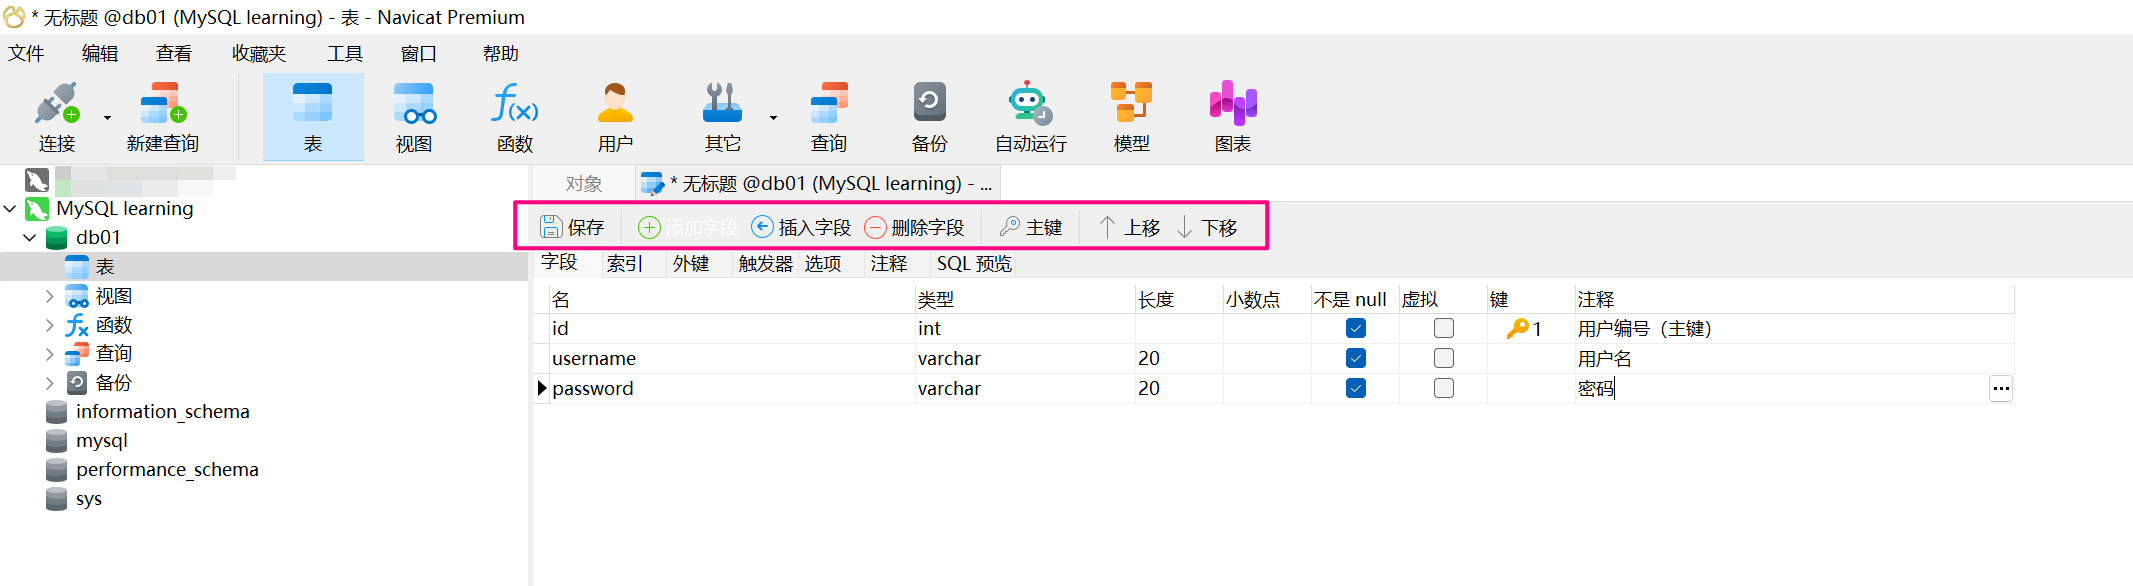 * 无标题 @db01 (MySQL learning) - 表 - Navicat Premium
文件 编辑 查看 收藏夹 工具 窗口 帮助
连接 新建查询 表 视图 函数 用户 其它 查询 备份 自动运行 模型 图表
MySQL learning
db01
表
视图
函数
查询
备份
information_schema
mysql
performance_schema
sys
对象 * 无标题 @db01 (MySQL learning) - ...
保存 添加字段 插入字段 删除字段 主键 上移 下移
字段 索引 外键 触发器 选项 注释 SQL 预览
名 类型 长度 小数点 不是 null 虚拟 键 注释
id int 1 用户编号（主键）
username varchar 20 用户名
password varchar 20 密码 ...